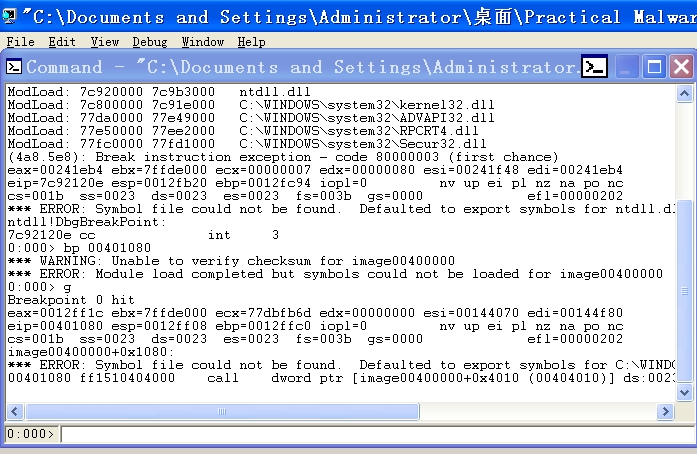 "C:\Documents and Settings\Administrator\桌面\Practical Malwar
File Edit View Debug Window Help
Command - "C:\Documents and Settings\Administrator.
ModLoad: 7c920000 7c9b3000   ntdll.dll
ModLoad: 7c800000 7c91e000   C:\WINDOWS\system32\kernel32.dll
ModLoad: 77da0000 77e49000   C:\WINDOWS\system32\ADVAPI32.dll
ModLoad: 77e50000 77ee2000   C:\WINDOWS\system32\RPCRT4.dll
ModLoad: 77fc0000 77fd1000   C:\WINDOWS\system32\Secur32.dll
(4a8.5e8): Break instruction exception - code 80000003 (first chance)
eax=00241eb4 ebx=7ffde000 ecx=00000007 edx=00000080 esi=00241f48 edi=00241eb4
eip=7c92120e esp=0012fb20 ebp=0012fc94 iopl=0         nv up ei pl nz na po nc
cs=001b  ss=0023  ds=0023  es=0023  fs=003b  gs=0000             efl=00000202
*** ERROR: Symbol file could not be found.  Defaulted to export symbols for ntdll.d
ntdll!DbgBreakPoint:
7c92120e cc              int     3
0:000> bp 00401080
*** WARNING: Unable to verify checksum for image00400000
*** ERROR: Module load completed but symbols could not be loaded for image00400000
0:000> g
Breakpoint 0 hit
eax=0012ff1c ebx=7ffde000 ecx=77dbfb6d edx=00000000 esi=00144070 edi=00144f80
eip=00401080 esp=0012ff08 ebp=0012ffc0 iopl=0         nv up ei pl nz na po nc
cs=001b  ss=0023  ds=0023  es=0023  fs=003b  gs=0000             efl=00000202
image00400000+0x1080:
*** ERROR: Symbol file could not be found.  Defaulted to export symbols for C:\WIND
00401080 ff1510404000    call    dword ptr [image00400000+0x4010 (00404010)] ds:0023
0:000>